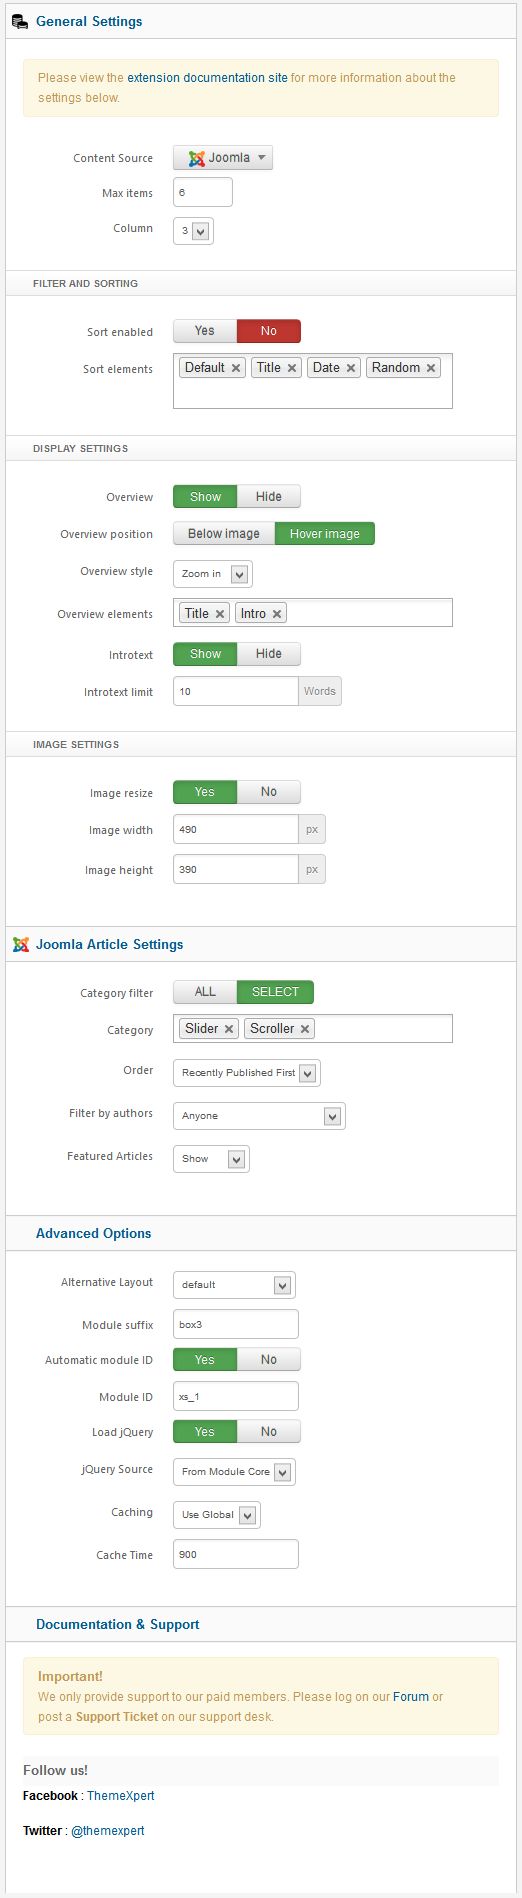 General Settings
Please view the extension documentation site for more information about the
settings below.
Content Source Joomla
Max items 6
Column 3
FILTER AND SORTING
Sort enabled Yes No
Sort elements Default Title Date Random
DISPLAY SETTINGS
Overview Show Hide
Overview position Below image Hover image
Overview style Zoom in
Overview elements Title Intro
Introtext Show Hide
Introtext limit 10 Words
IMAGE SETTINGS
Image resize Yes No
Image width 490 px
Image height 390 px
Joomla Article Settings
Category filter ALL SELECT
Category Slider Scroller
Order Recently Published First
Filter by authors Anyone
Featured Articles Show
Advanced Options
Alternative Layout default
Module suffix box3
Automatic module ID Yes No
Module ID xs_1
Load jQuery Yes No
jQuery Source From Module Core
Caching Use Global
Cache Time 900
Documentation & Support
Important!
We only provide support to our paid members. Please log on our Forum or
post a Support Ticket on our support desk.
Follow us!
Facebook : ThemeXpert
Twitter : @themexpert